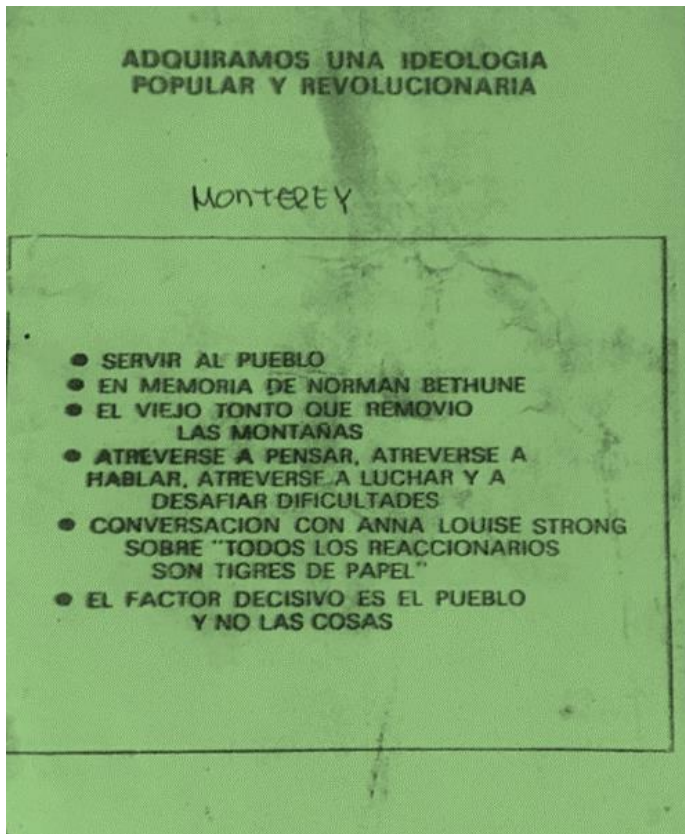 ADQUIRAMOS UNA IDEOLOGIA
POPULAR Y REVOLUCIONARIA
MONTEREY
● SERVIR AL PUEBLO
● EN MEMORIA DE NORMAN BETHUNE
● EL VIEJO TONTO QUE REMOVIO
LAS MONTAÑAS
● ATREVERSE A PENSAR, ATREVERSE A
HABLAR, ATREVERSE A LUCHAR Y A
DESAFIAR DIFICULTADES
● CONVERSACION CON ANNA LOUISE STRONG
SOBRE "TODOS LOS REACCIONARIOS
SON TIGRES DE PAPEL"
● EL FACTOR DECISIVO ES EL PUEBLO
Y NO LAS COSAS